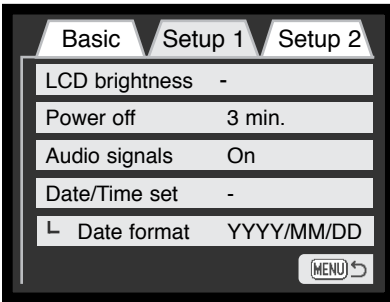 Basic Setup 1 Setup 2
LCD brightness -
Power off 3 min.
Audio signals On
Date/Time set -
└ Date format YYYY/MM/DD
MENU